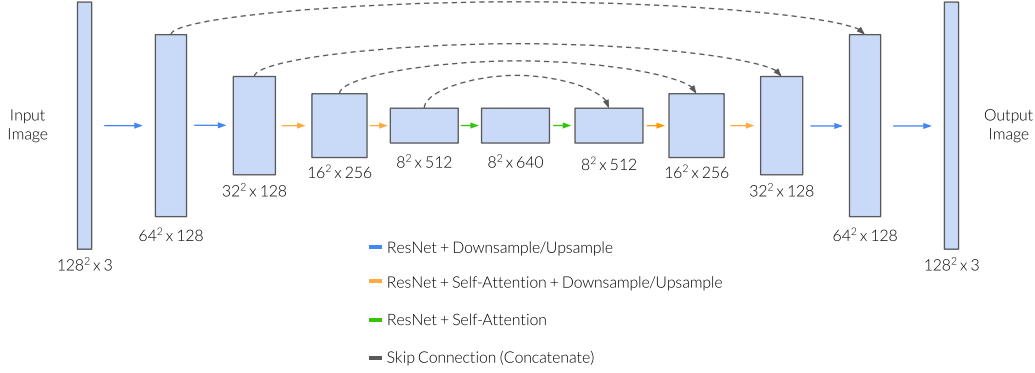 Input
Image
128² x 3
64² x 128
32² x 128
16² x 256
8² x 512
8² x 640
8² x 512
16² x 256
32² x 128
64² x 128
128² x 3
Output
Image
ResNet + Downsample/Upsample
ResNet + Self-Attention + Downsample/Upsample
ResNet + Self-Attention
Skip Connection (Concatenate)